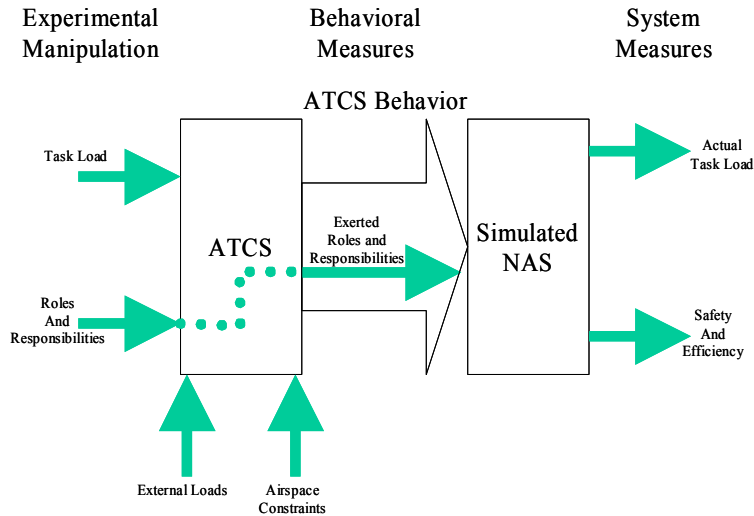 Experimental
Manipulation
Behavioral
Measures
System
Measures
ATCS Behavior
Task Load
Actual
Task Load
ATCS
Exerted
Roles and
Responsibilities
Simulated
NAS
Roles
And
Responsibilities
Safety
And
Efficiency
External Loads
Airspace
Constraints